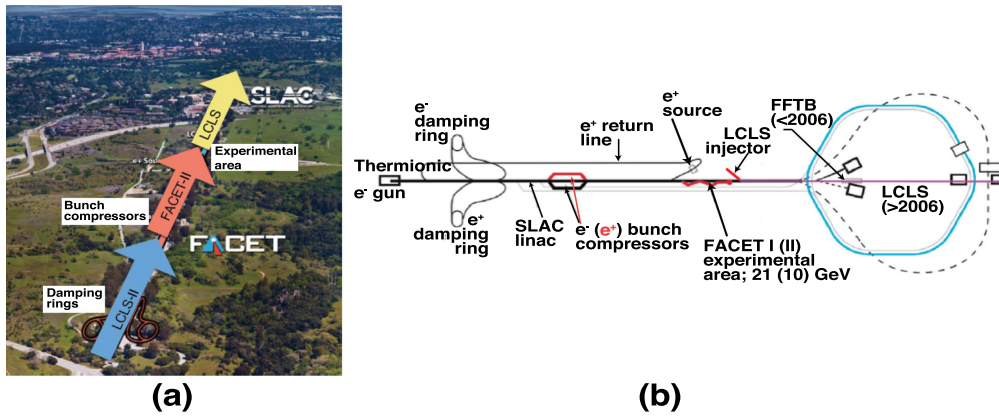 LCLS
SLAC
Experimental
area
e+ Sou
FACET-II
Bunch
compressors
FACET
Damping
rings
LCLS-II
(a)
e-
damping
ring
Thermionic
e- gun
e+
damping
ring
e+ return
line
e+
source
LCLS
injector
FFTB
(<2006)
SLAC
linac
e- (e+) bunch
compressors
FACET I (II)
experimental
area; 21 (10) GeV
LCLS
(>2006)
(b)